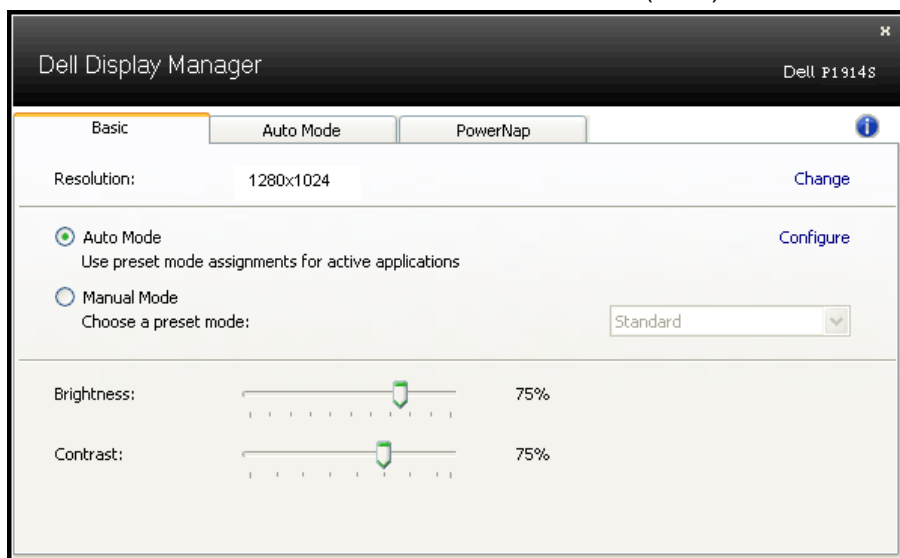 Dell Display Manager
Dell P1914S
Basic Auto Mode PowerNap
Resolution: 1280x1024 Change
Auto Mode Configure
Use preset mode assignments for active applications
Manual Mode
Choose a preset mode: Standard
Brightness: 75%
Contrast: 75%